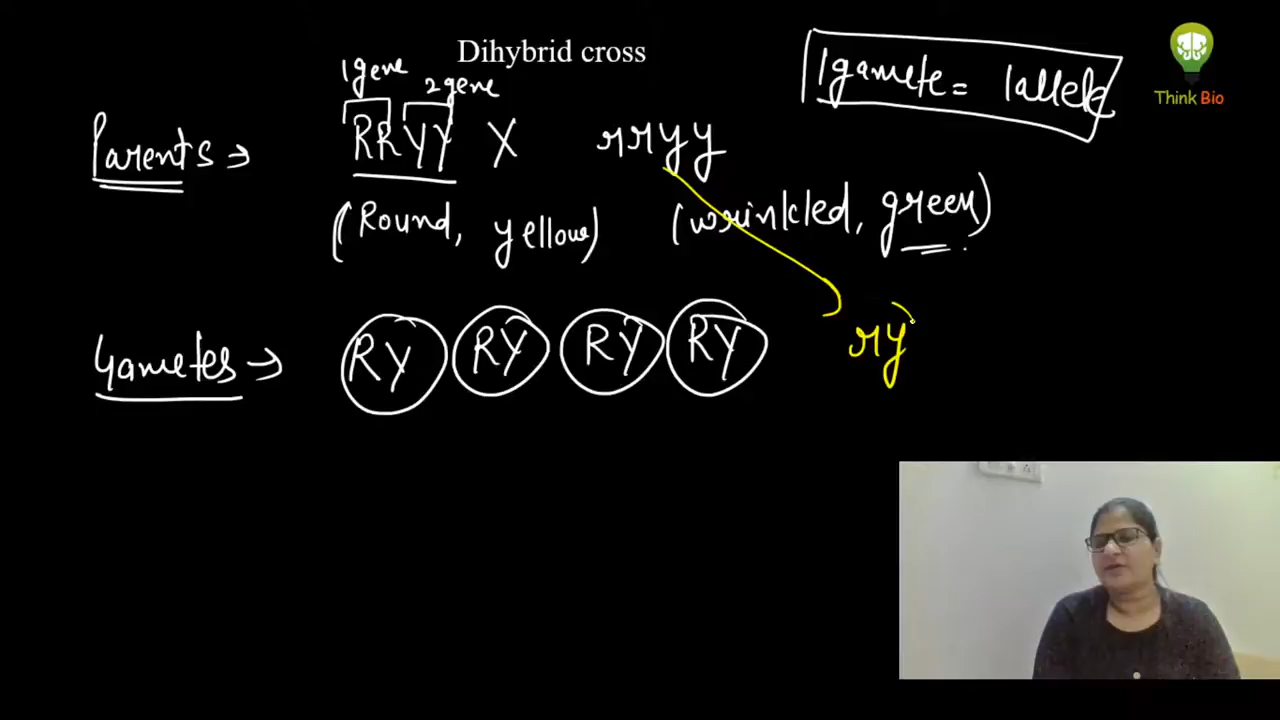 Dihybrid cross
1gene 2gene
1gamete = 1allele
Think Bio
Parents → RRYY X rryy
(Round, yellow) (wrinkled, green)
Gametes → RY RY RY RY ry